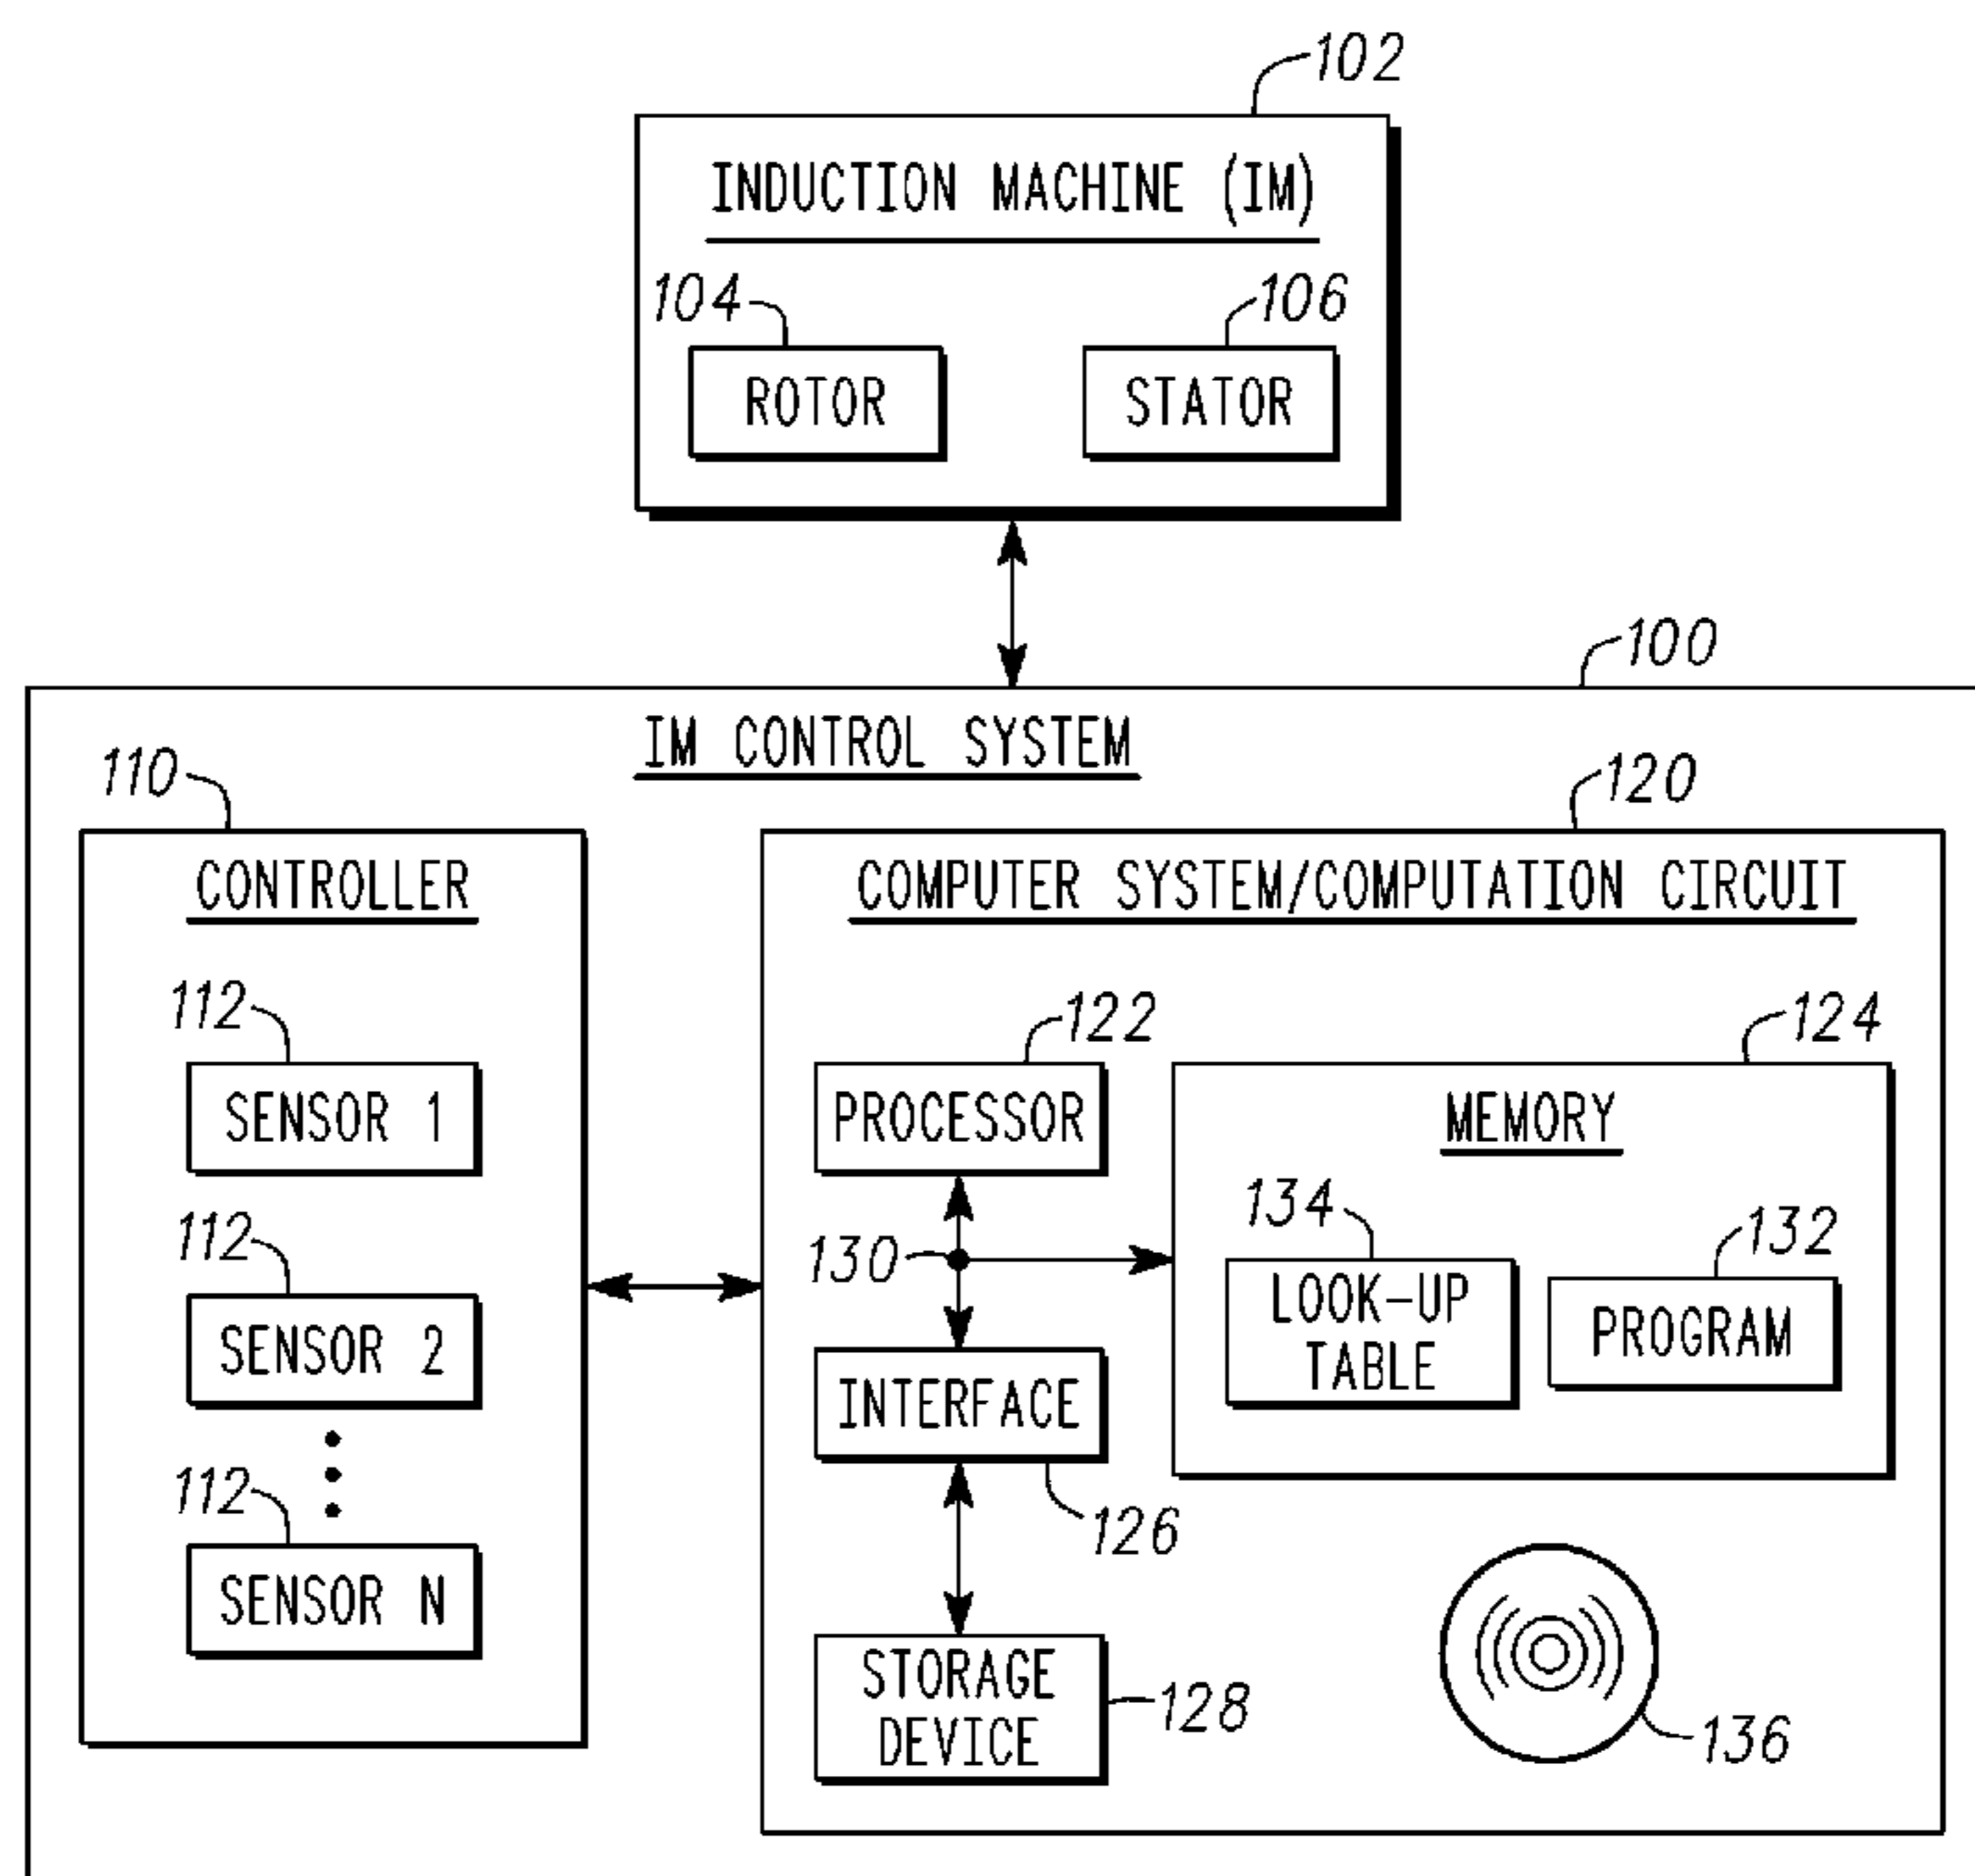 102
INDUCTION MACHINE (IM)
104
106
ROTOR
STATOR
100
IM CONTROL SYSTEM
110
120
CONTROLLER
COMPUTER SYSTEM/COMPUTATION CIRCUIT
112
SENSOR 1
112
SENSOR 2
112
SENSOR N
122
PROCESSOR
124
MEMORY
130
134
LOOK-UP
TABLE
132
PROGRAM
INTERFACE
126
STORAGE
DEVICE
128
136